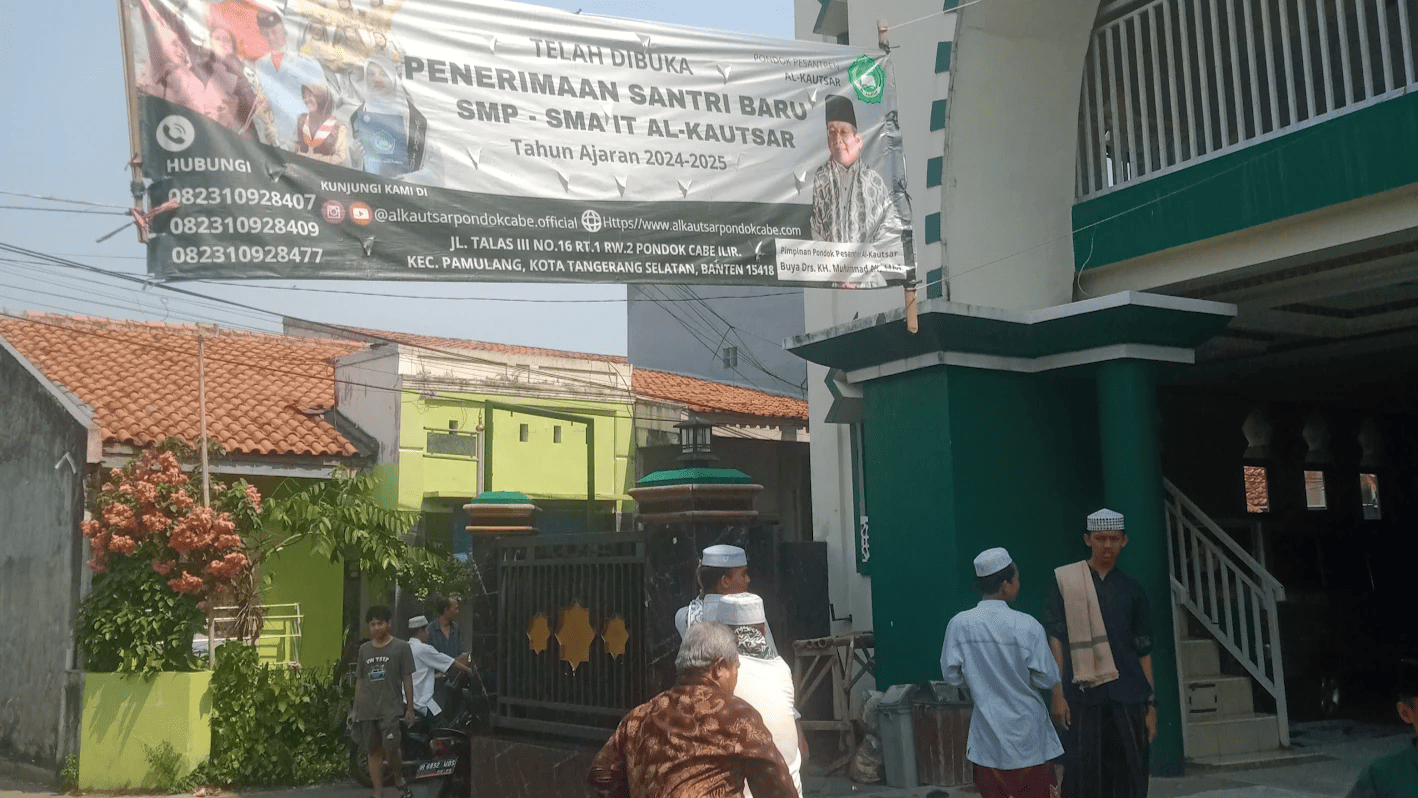 TELAH DIBUKA
PENERIMAAN SANTRI BARU
SMP - SMA IT AL-KAUTSAR
Tahun Ajaran 2024-2025
PONDOK PESANTREN
AL-KAUTSAR
HUBUNGI
082310928407
082310928409
082310928477
KUNJUNGI KAMI DI
@alkautsarpondokcabe.official Https//www.alkautsarpondokcabe.com
JL. TALAS III NO.16 RT.1 RW.2 PONDOK CABE ILIR.
KEC. PAMULANG, KOTA TANGERANG SELATAN, BANTEN 15418
Pimpinan Pondok Pesantren Al-Kautsar
Buya Drs. KH.